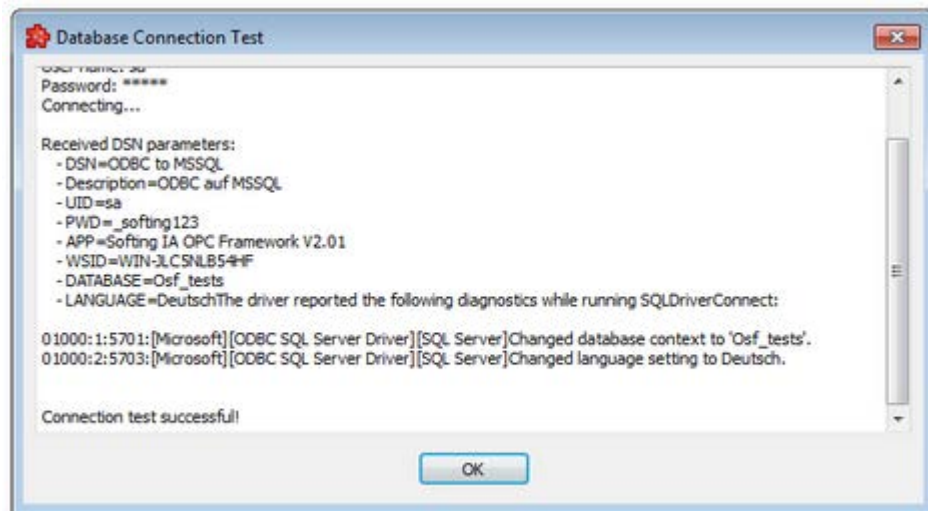 Database Connection Test
User name: sa
Password: *****
Connecting...
Received DSN parameters:
- DSN=ODBC to MSSQL
- Description=ODBC auf MSSQL
- UID=sa
- PWD=_softing123
- APP=Softing IA OPC Framework V2.01
- WSID=WIN-JLC5NLB54HF
- DATABASE=Osf_tests
- LANGUAGE=DeutschThe driver reported the following diagnostics while running SQLDriverConnect:
01000:1:5701:[Microsoft][ODBC SQL Server Driver][SQL Server]Changed database context to 'Osf_tests'.
01000:2:5703:[Microsoft][ODBC SQL Server Driver][SQL Server]Changed language setting to Deutsch.
Connection test successful!
OK